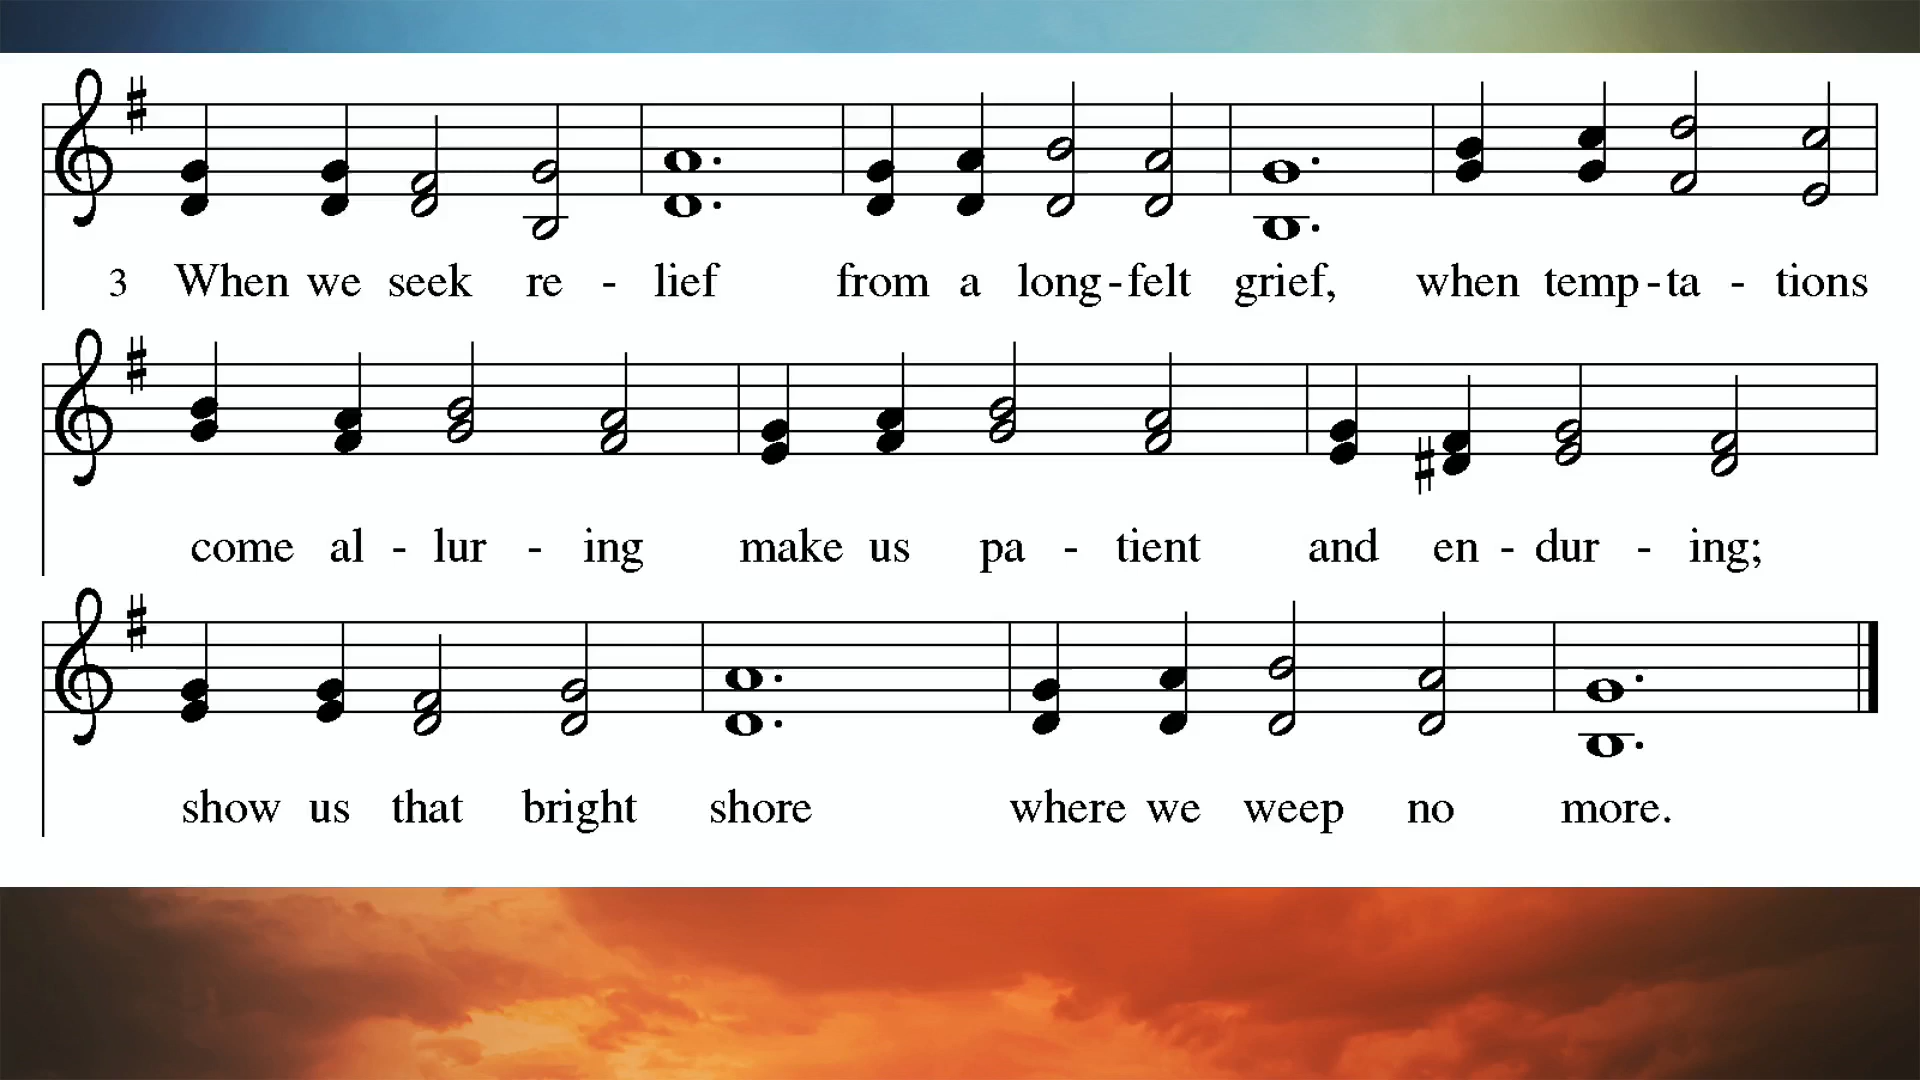 3 When we seek re - lief from a long - felt grief, when temp - ta - tions
come al - lur - ing make us pa - tient and en - dur - ing;
show us that bright shore where we weep no more.